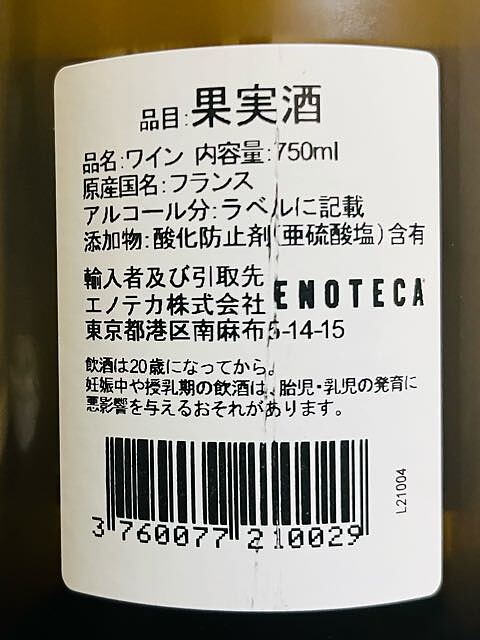 品目:果実酒
品名:ワイン 内容量:750ml
原産国名:フランス
アルコール分:ラベルに記載
添加物:酸化防止剤(亜硫酸塩)含有
輸入者及び引取先
エノテカ株式会社 ENOTECA
東京都港区南麻布5-14-15
飲酒は20歳になってから。
妊娠中や授乳期の飲酒は、胎児・乳児の発育に
悪影響を与えるおそれがあります。
L21004
3 760077 210029